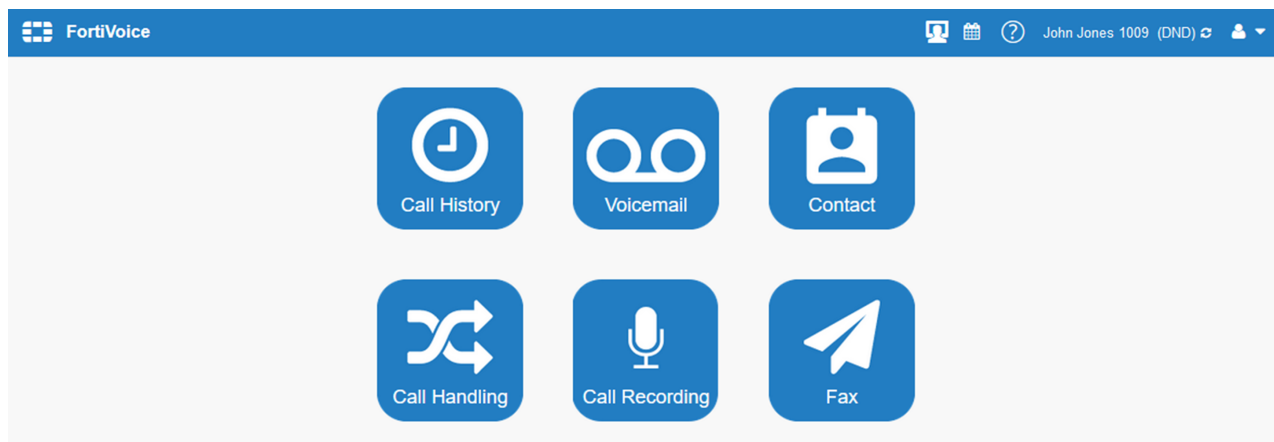 FortiVoice
? John Jones 1009 (DND)
Call History Voicemail Contact
Call Handling Call Recording Fax